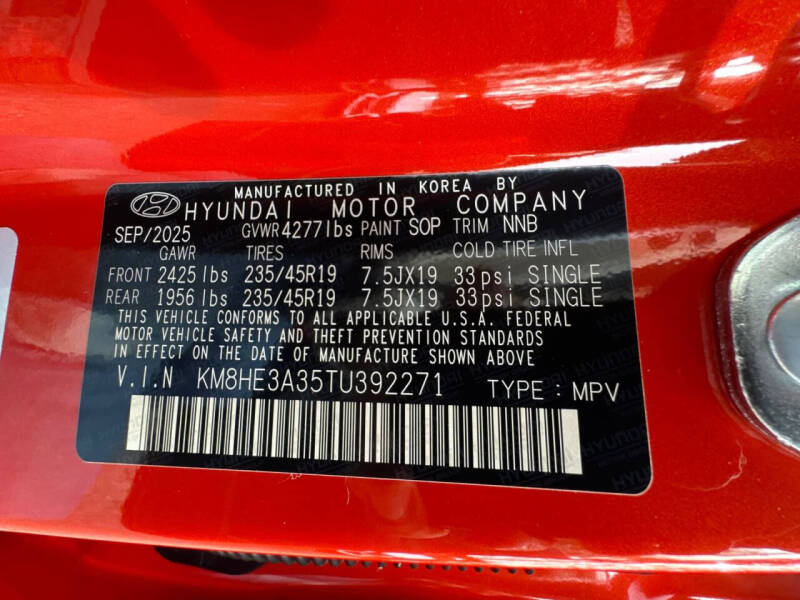 MANUFACTURED IN KOREA BY
HYUNDAI MOTOR COMPANY
SEP/2025 GVWR 4277lbs PAINT SOP TRIM NNB
GAWR TIRES RIMS COLD TIRE INFL
FRONT 2425lbs 235/45R19 7.5JX19 33psi SINGLE
REAR 1956lbs 235/45R19 7.5JX19 33psi SINGLE
THIS VEHICLE CONFORMS TO ALL APPLICABLE U.S.A. FEDERAL
MOTOR VEHICLE SAFETY AND THEFT PREVENTION STANDARDS
IN EFFECT ON THE DATE OF MANUFACTURE SHOWN ABOVE
V.I.N KM8HE3A35TU392271 TYPE : MPV